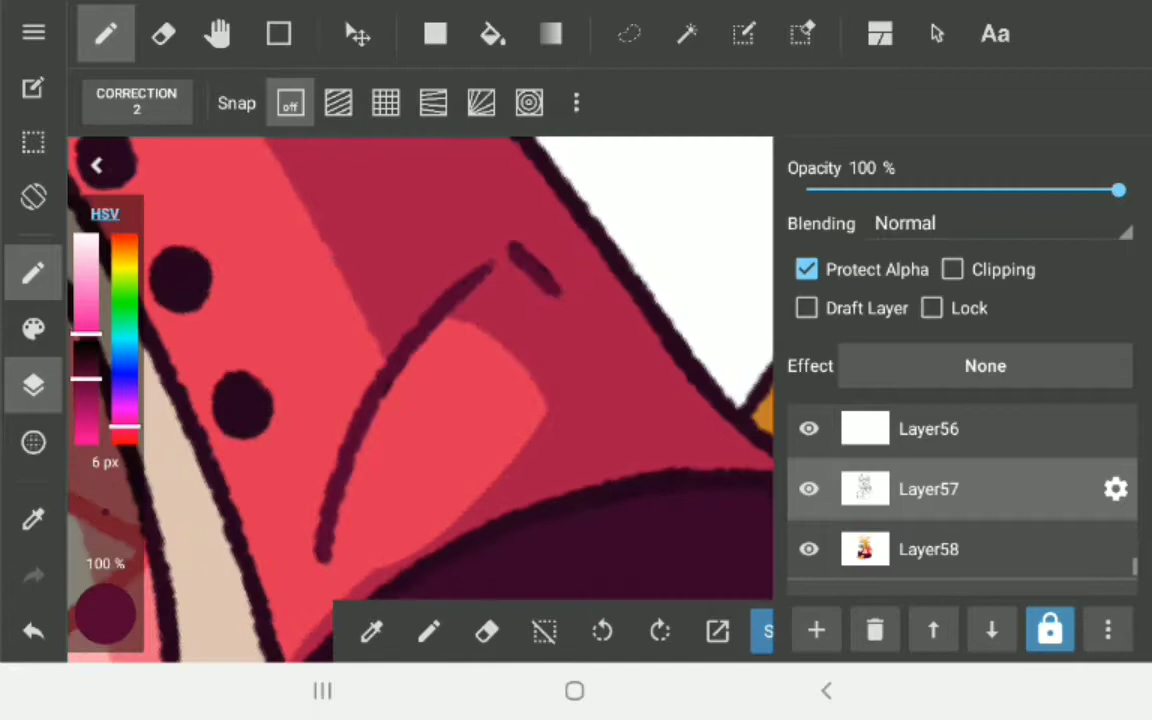 Aa
CORRECTION
2
Snap
off
HSV
6 px
100 %
Opacity 100 %
Blending Normal
Protect Alpha Clipping
Draft Layer Lock
Effect None
Layer56
Layer57
Layer58
S